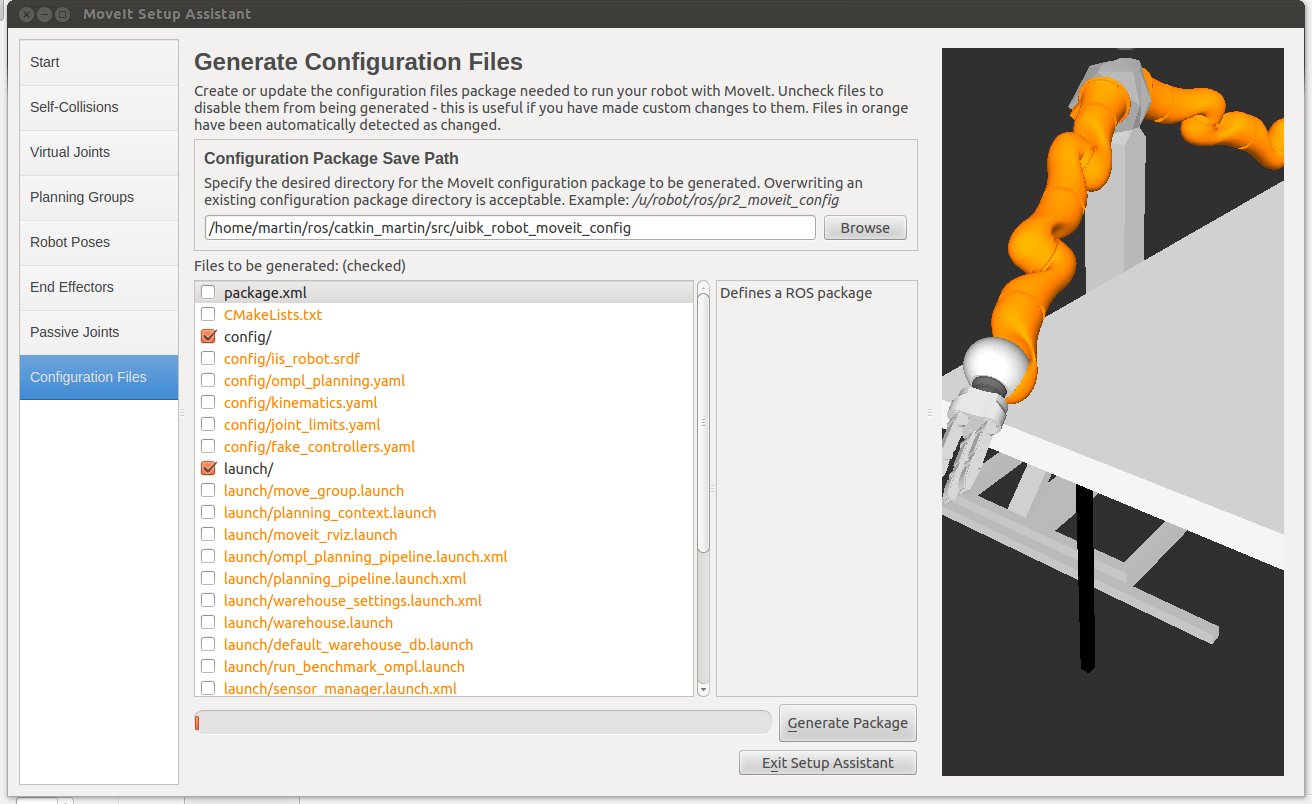 MoveIt Setup Assistant
Start
Self-Collisions
Virtual Joints
Planning Groups
Robot Poses
End Effectors
Passive Joints
Configuration Files
Generate Configuration Files
Create or update the configuration files package needed to run your robot with MoveIt. Uncheck files to
disable them from being generated - this is useful if you have made custom changes to them. Files in orange
have been automatically detected as changed.
Configuration Package Save Path
Specify the desired directory for the MoveIt configuration package to be generated. Overwriting an
existing configuration package directory is acceptable. Example: /u/robot/ros/pr2_moveit_config
/home/martin/ros/catkin_martin/src/uibk_robot_moveit_config
Browse
Files to be generated: (checked)
package.xml
CMakeLists.txt
config/
config/iis_robot.srdf
config/ompl_planning.yaml
config/kinematics.yaml
config/joint_limits.yaml
config/fake_controllers.yaml
launch/
launch/move_group.launch
launch/planning_context.launch
launch/moveit_rviz.launch
launch/ompl_planning_pipeline.launch.xml
launch/planning_pipeline.launch.xml
launch/warehouse_settings.launch.xml
launch/warehouse.launch
launch/default_warehouse_db.launch
launch/run_benchmark_ompl.launch
launch/sensor_manager.launch.xml
Defines a ROS package
Generate Package
Exit Setup Assistant